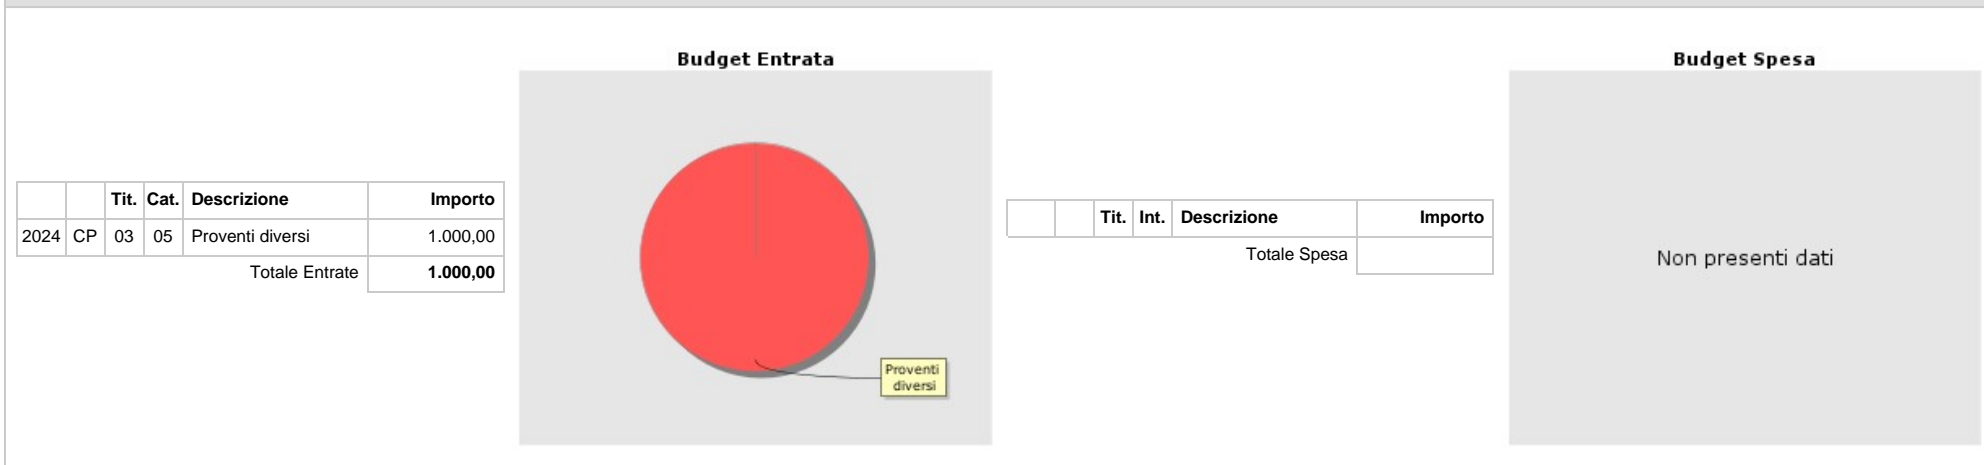 Budget Entrata
Budget Spesa
Tit. Cat. Descrizione Importo
2024 CP 03 05 Proventi diversi 1.000,00
Totale Entrate 1.000,00
Proventi
diversi
Tit. Int. Descrizione Importo
Totale Spesa
Non presenti dati